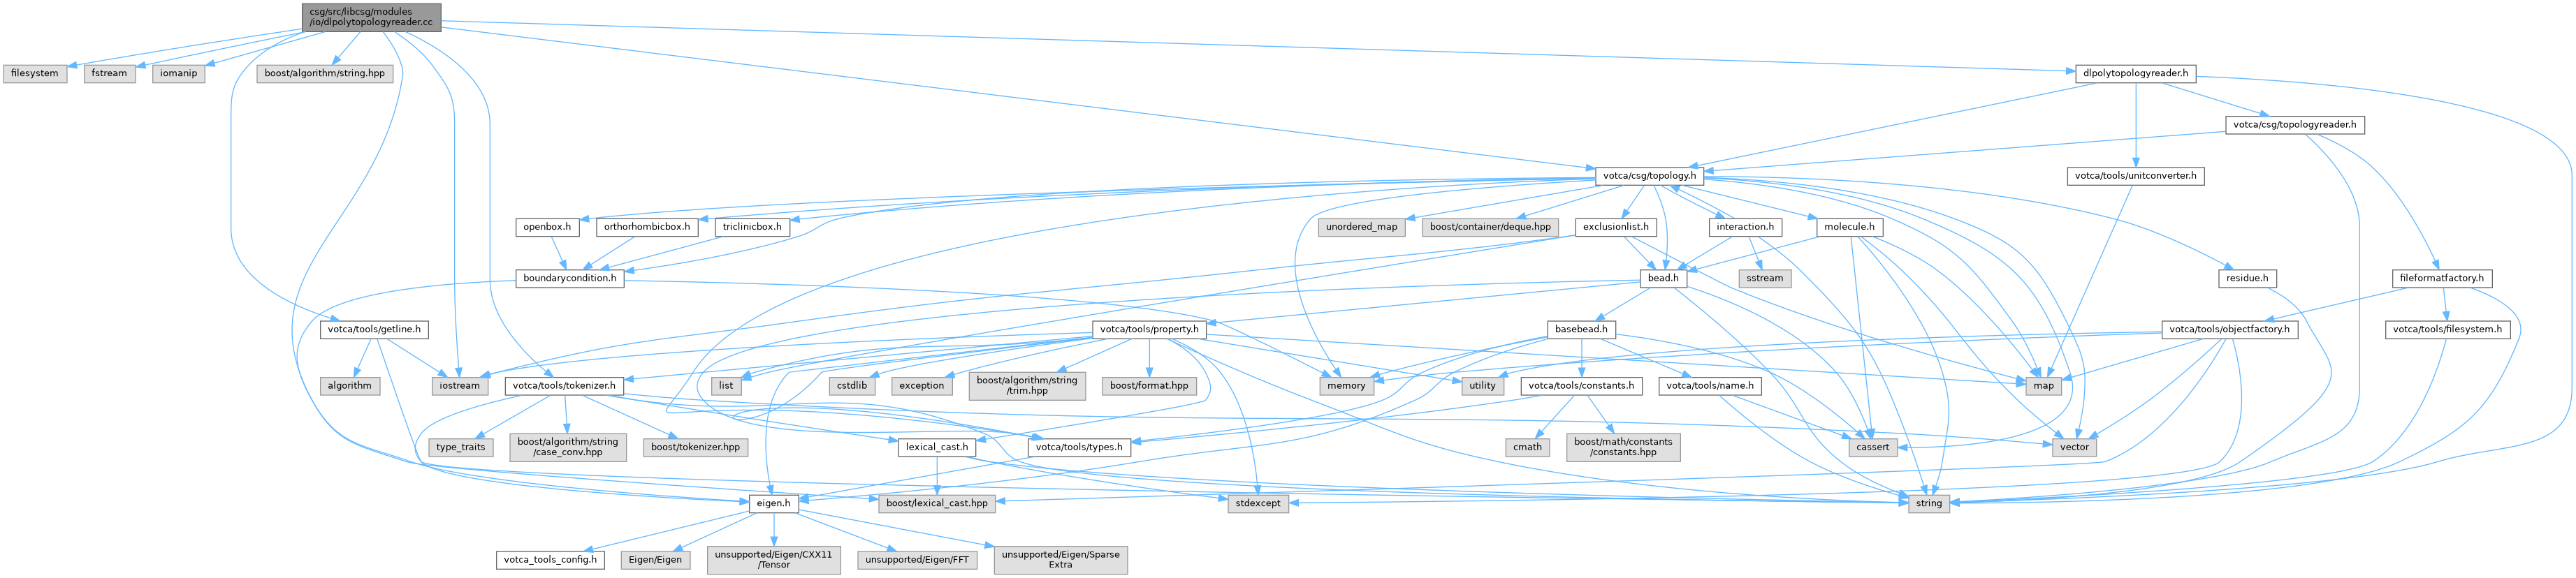 csg/src/libcsg/modules
/io/dlpolytopologyreader.cc
filesystem
fstream
iomanip
boost/algorithm/string.hpp
dlpolytopologyreader.h
votca/csg/topologyreader.h
votca/csg/topology.h
votca/tools/unitconverter.h
openbox.h
orthorhombicbox.h
triclinicbox.h
unordered_map
boost/container/deque.hpp
exclusionlist.h
interaction.h
molecule.h
boundarycondition.h
bead.h
sstream
residue.h
fileformatfactory.h
votca/tools/getline.h
votca/tools/property.h
basebead.h
votca/tools/objectfactory.h
votca/tools/filesystem.h
algorithm
iostream
votca/tools/tokenizer.h
list
cstdlib
exception
boost/algorithm/string
/trim.hpp
boost/format.hpp
memory
utility
votca/tools/constants.h
votca/tools/name.h
map
type_traits
boost/algorithm/string
/case_conv.hpp
boost/tokenizer.hpp
lexical_cast.h
votca/tools/types.h
cmath
boost/math/constants
/constants.hpp
cassert
vector
eigen.h
boost/lexical_cast.hpp
stdexcept
string
votca_tools_config.h
Eigen/Eigen
unsupported/Eigen/CXX11
/Tensor
unsupported/Eigen/FFT
unsupported/Eigen/Sparse
Extra